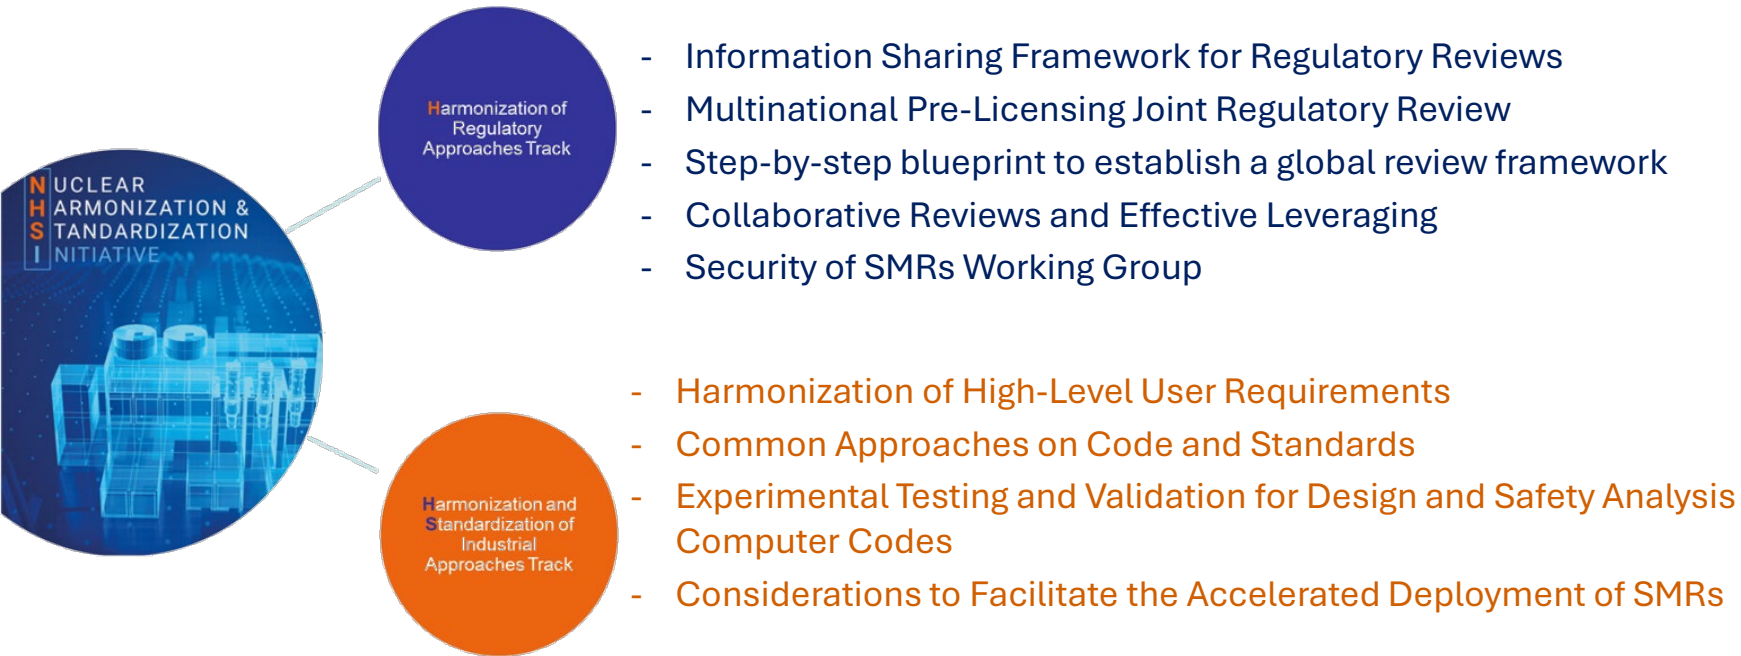 NUCLEAR
HARMONIZATION &
STANDARDIZATION
INITIATIVE
Harmonization of
Regulatory
Approaches Track
- Information Sharing Framework for Regulatory Reviews
- Multinational Pre-Licensing Joint Regulatory Review
- Step-by-step blueprint to establish a global review framework
- Collaborative Reviews and Effective Leveraging
- Security of SMRs Working Group
Harmonization and
Standardization of
Industrial
Approaches Track
- Harmonization of High-Level User Requirements
- Common Approaches on Code and Standards
- Experimental Testing and Validation for Design and Safety Analysis
Computer Codes
- Considerations to Facilitate the Accelerated Deployment of SMRs